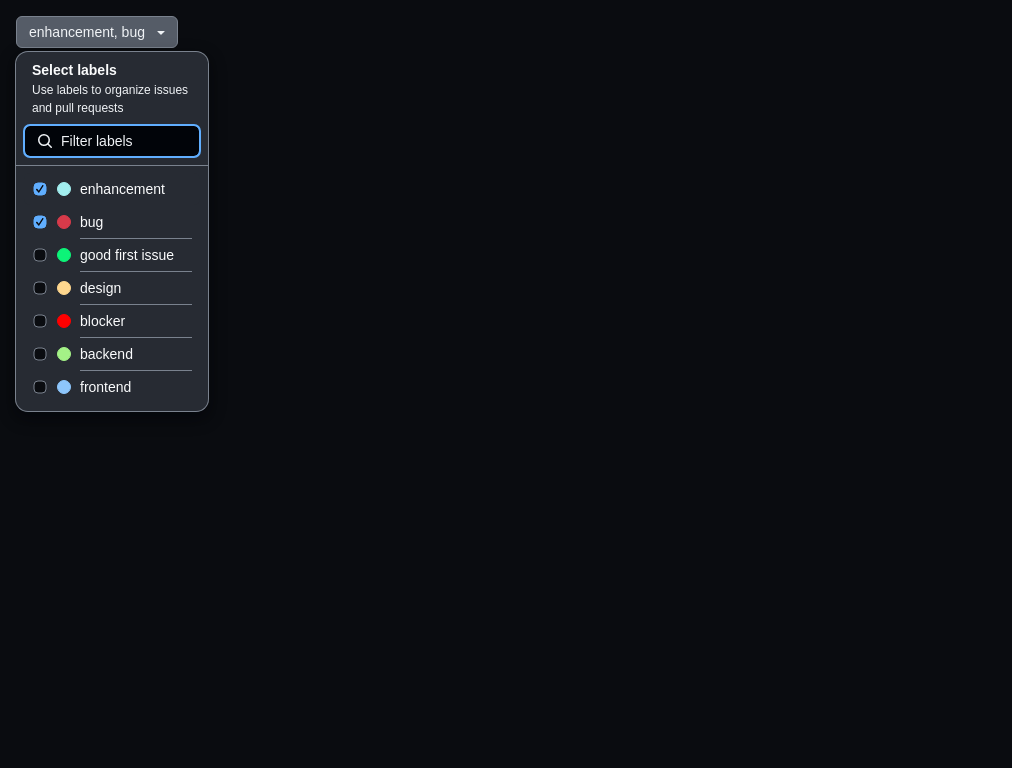 enhancement, bug
Select labels
Use labels to organize issues
and pull requests
Filter labels
enhancement
bug
good first issue
design
blocker
backend
frontend